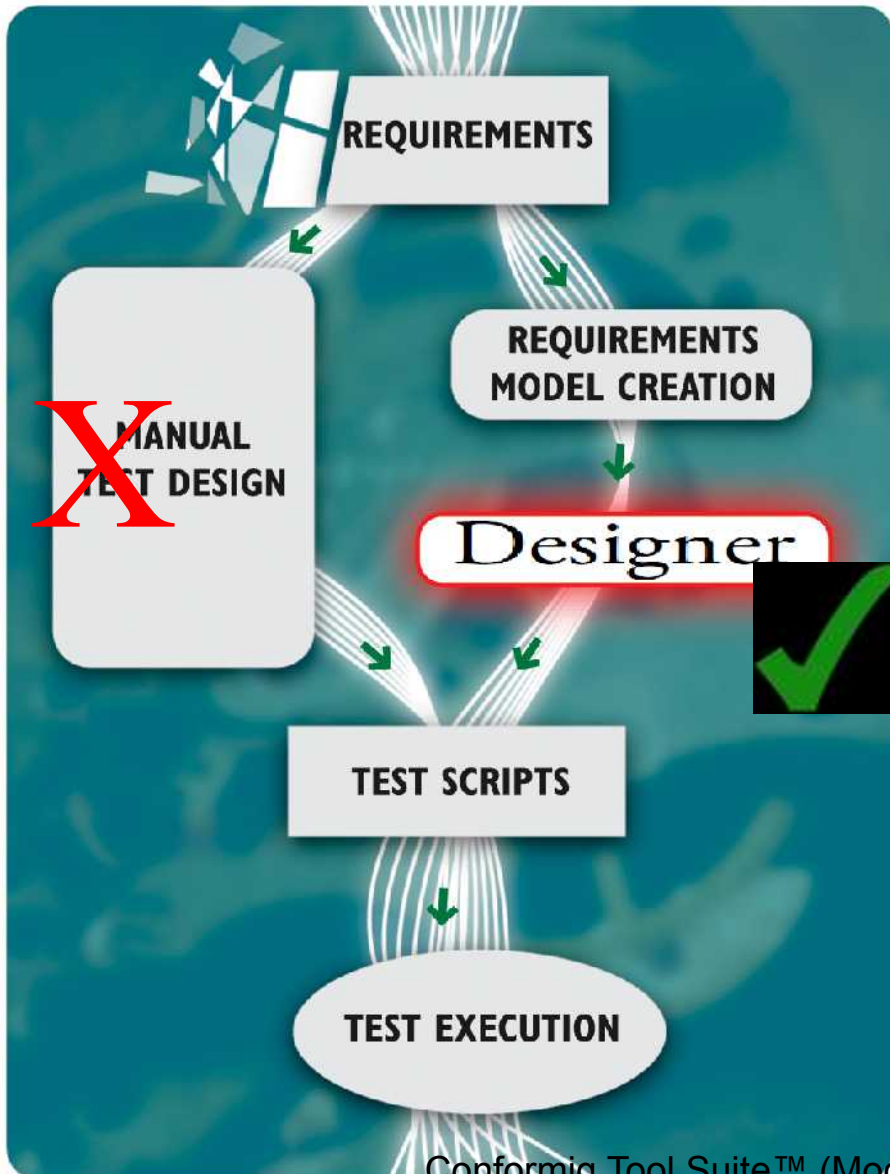 REQUIREMENTS
REQUIREMENTS
MODEL CREATION
X
MANUAL
TEST DESIGN
Designer
TEST SCRIPTS
TEST EXECUTION
Conformiq Tool Suite™